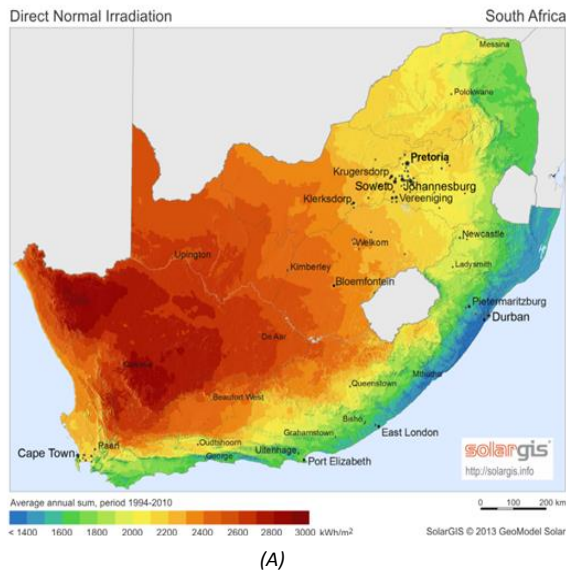 Direct Normal Irradiation South Africa
Messina
Polokwane
Pretoria
Krugersdorp
Soweto Johannesburg
Klerksdorp Vereeniging
Welkom Newcastle
Upington
Kimberley Ladysmith
Bloemfontein
Pietermaritzburg
Durban
De Aar
Mthatha
Queenstown
Beaufort West
Bisho
Grahamstown East London
Paarl Oudtshoorn Uitenhage
Cape Town George Port Elizabeth
solargis
http://solargis.info
Average annual sum, period 1994-2010 0 100 200 km
< 1400 1600 1800 2000 2200 2400 2600 2800 3000 kWh/m2 SolarGIS © 2013 GeoModel Solar
(A)